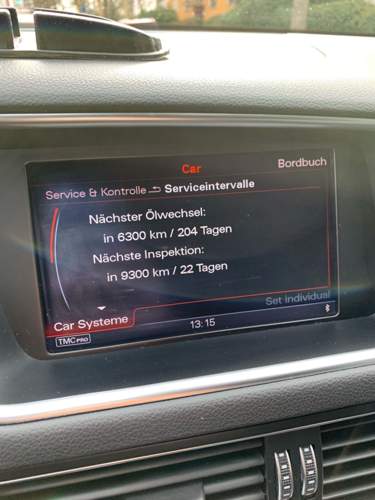 Car
Bordbuch
Service & Kontrolle Serviceintervalle
Nächster Ölwechsel:
in 6300 km / 204 Tagen
Nächste Inspektion:
in 9300 km / 22 Tagen
Set individual
Car Systeme
13:15
TMC PRO